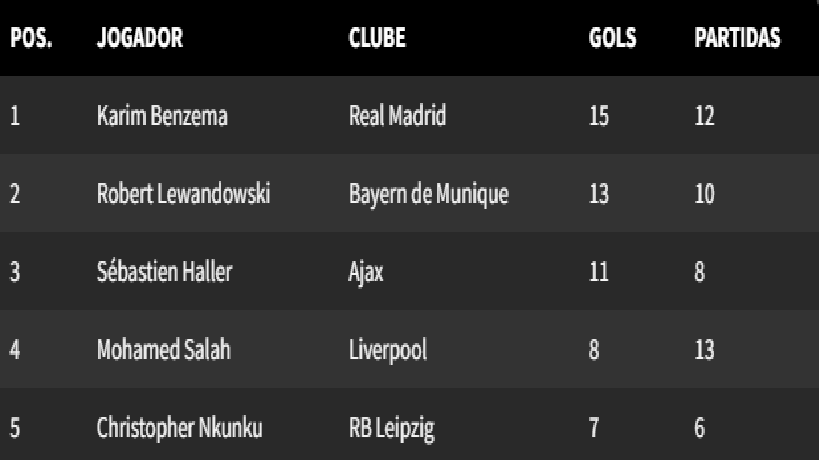 POS. JOGADOR CLUBE GOLS PARTIDAS
1 Karim Benzema Real Madrid 15 12
2 Robert Lewandowski Bayern de Munique 13 10
3 Sébastien Haller Ajax 11 8
4 Mohamed Salah Liverpool 8 13
5 Christopher Nkunku RB Leipzig 7 6